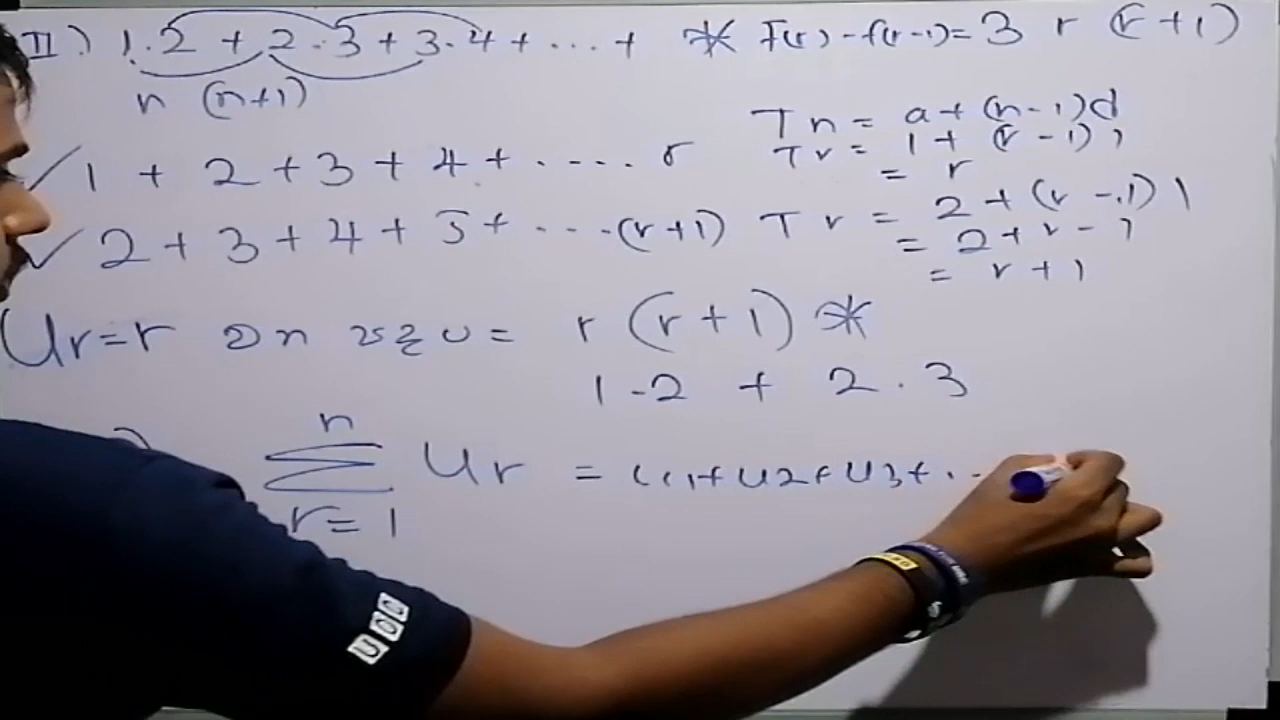 II) 1.2 + 2.3 + 3.4 + ... + * f(r) - f(r-1) = 3 r (r+1)
n (n+1)
Tn = a + (n-1)d
✓ 1 + 2 + 3 + 4 + ..... r Tr = 1 + (r-1)1
= r
✓ 2 + 3 + 4 + 5 + ....(r+1) Tr = 2 + (r-1)1
= 2 + r - 1
= r + 1
Ur = r වන පදය = r (r+1) *
1.2 + 2.3
n
Σ Ur = U1 + U2 + U3 + ..
r = 1